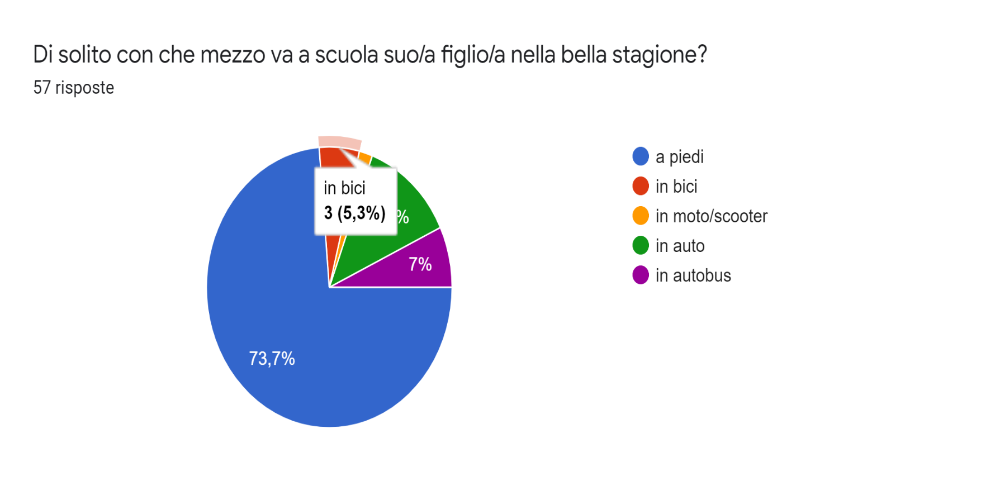 Di solito con che mezzo va a scuola suo/a figlio/a nella bella stagione?
57 risposte
in bici
3 (5,3%)
%
7%
73,7%
a piedi
in bici
in moto/scooter
in auto
in autobus